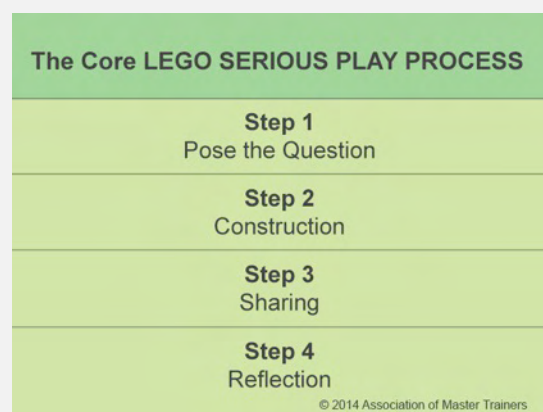 The Core LEGO SERIOUS PLAY PROCESS
Step 1
Pose the Question
Step 2
Construction
Step 3
Sharing
Step 4
Reflection
© 2014 Association of Master Trainers